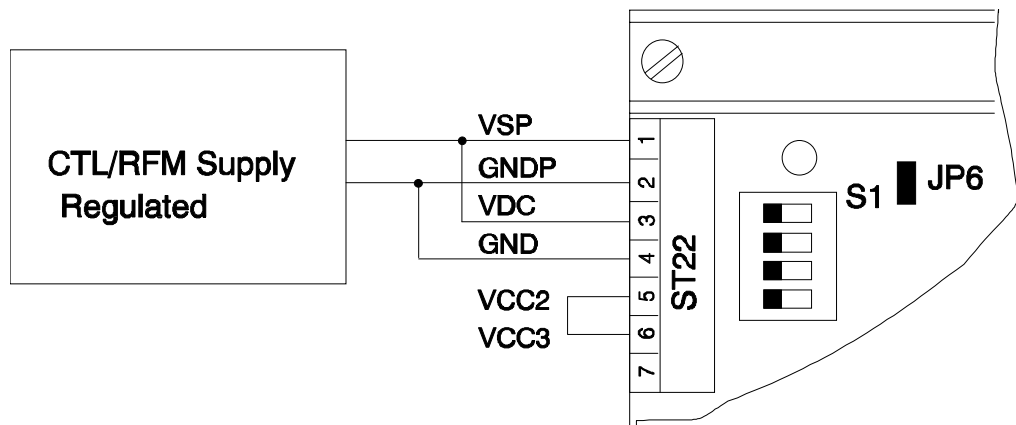 CTL/RFM Supply
Regulated
VSP
GNDP
VDC
GND
VCC2
VCC3
1
2
3
4
5
6
7
ST22
S1
JP6